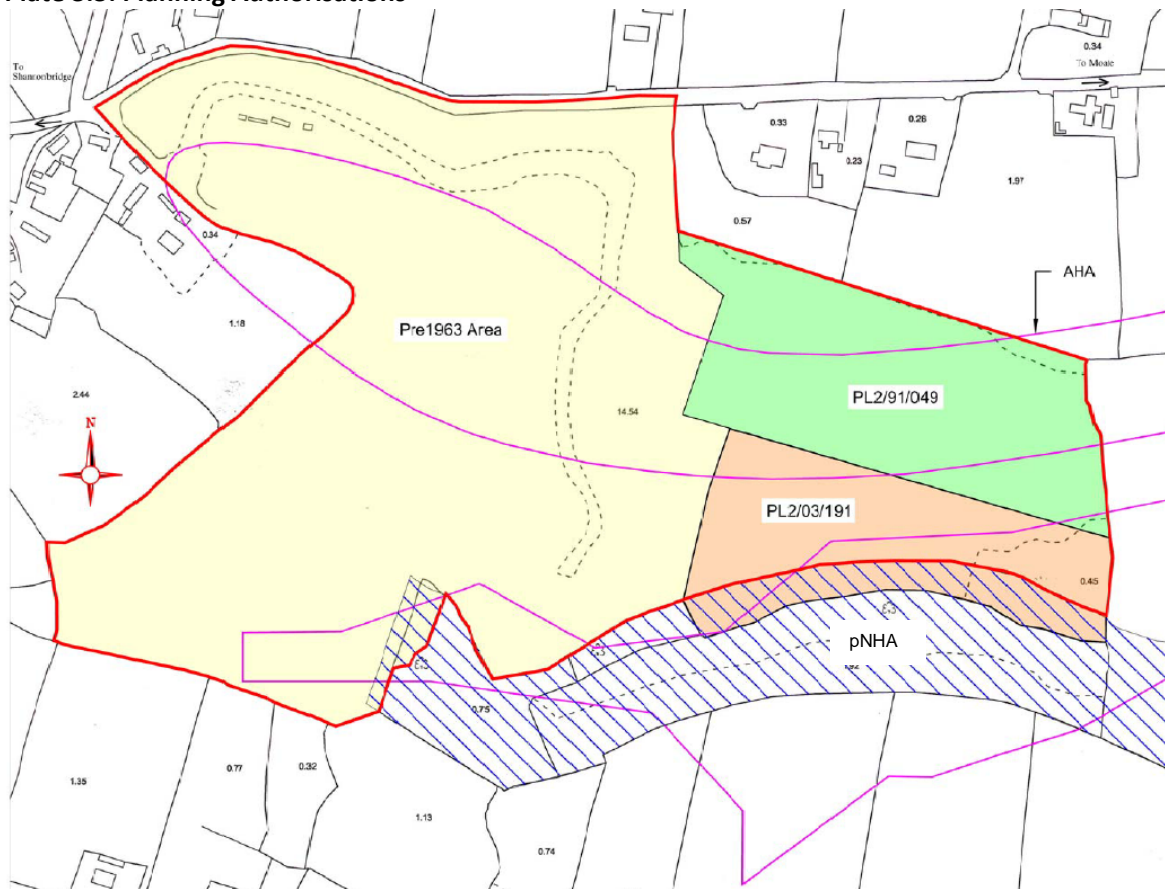 To
Shannonbridge
0.34
To Moate
0.33
0.28
0.23
1.97
0.57
0.34
AHA
1.18
Pre1963 Area
2.44
14.54
PL2/91/049
N
PL2/03/191
0.45
pNHA
0.75
1.35
0.77
0.32
1.13
0.74